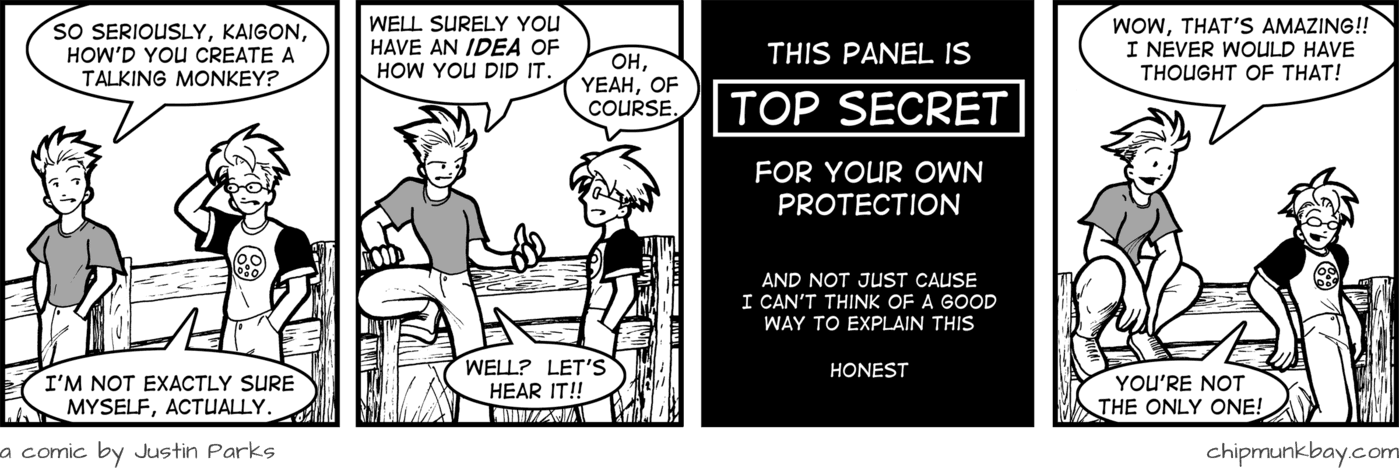 SO SERIOUSLY, KAIGON,
HOW'D YOU CREATE A
TALKING MONKEY?
I'M NOT EXACTLY SURE
MYSELF, ACTUALLY.
WELL SURELY YOU
HAVE AN IDEA OF
HOW YOU DID IT.
OH,
YEAH, OF
COURSE.
WELL? LET'S
HEAR IT!!
THIS PANEL IS
TOP SECRET
FOR YOUR OWN
PROTECTION
AND NOT JUST CAUSE
I CAN'T THINK OF A GOOD
WAY TO EXPLAIN THIS
HONEST
WOW, THAT'S AMAZING!!
I NEVER WOULD HAVE
THOUGHT OF THAT!
YOU'RE NOT
THE ONLY ONE!
a comic by Justin Parks
chipmunkbay.com